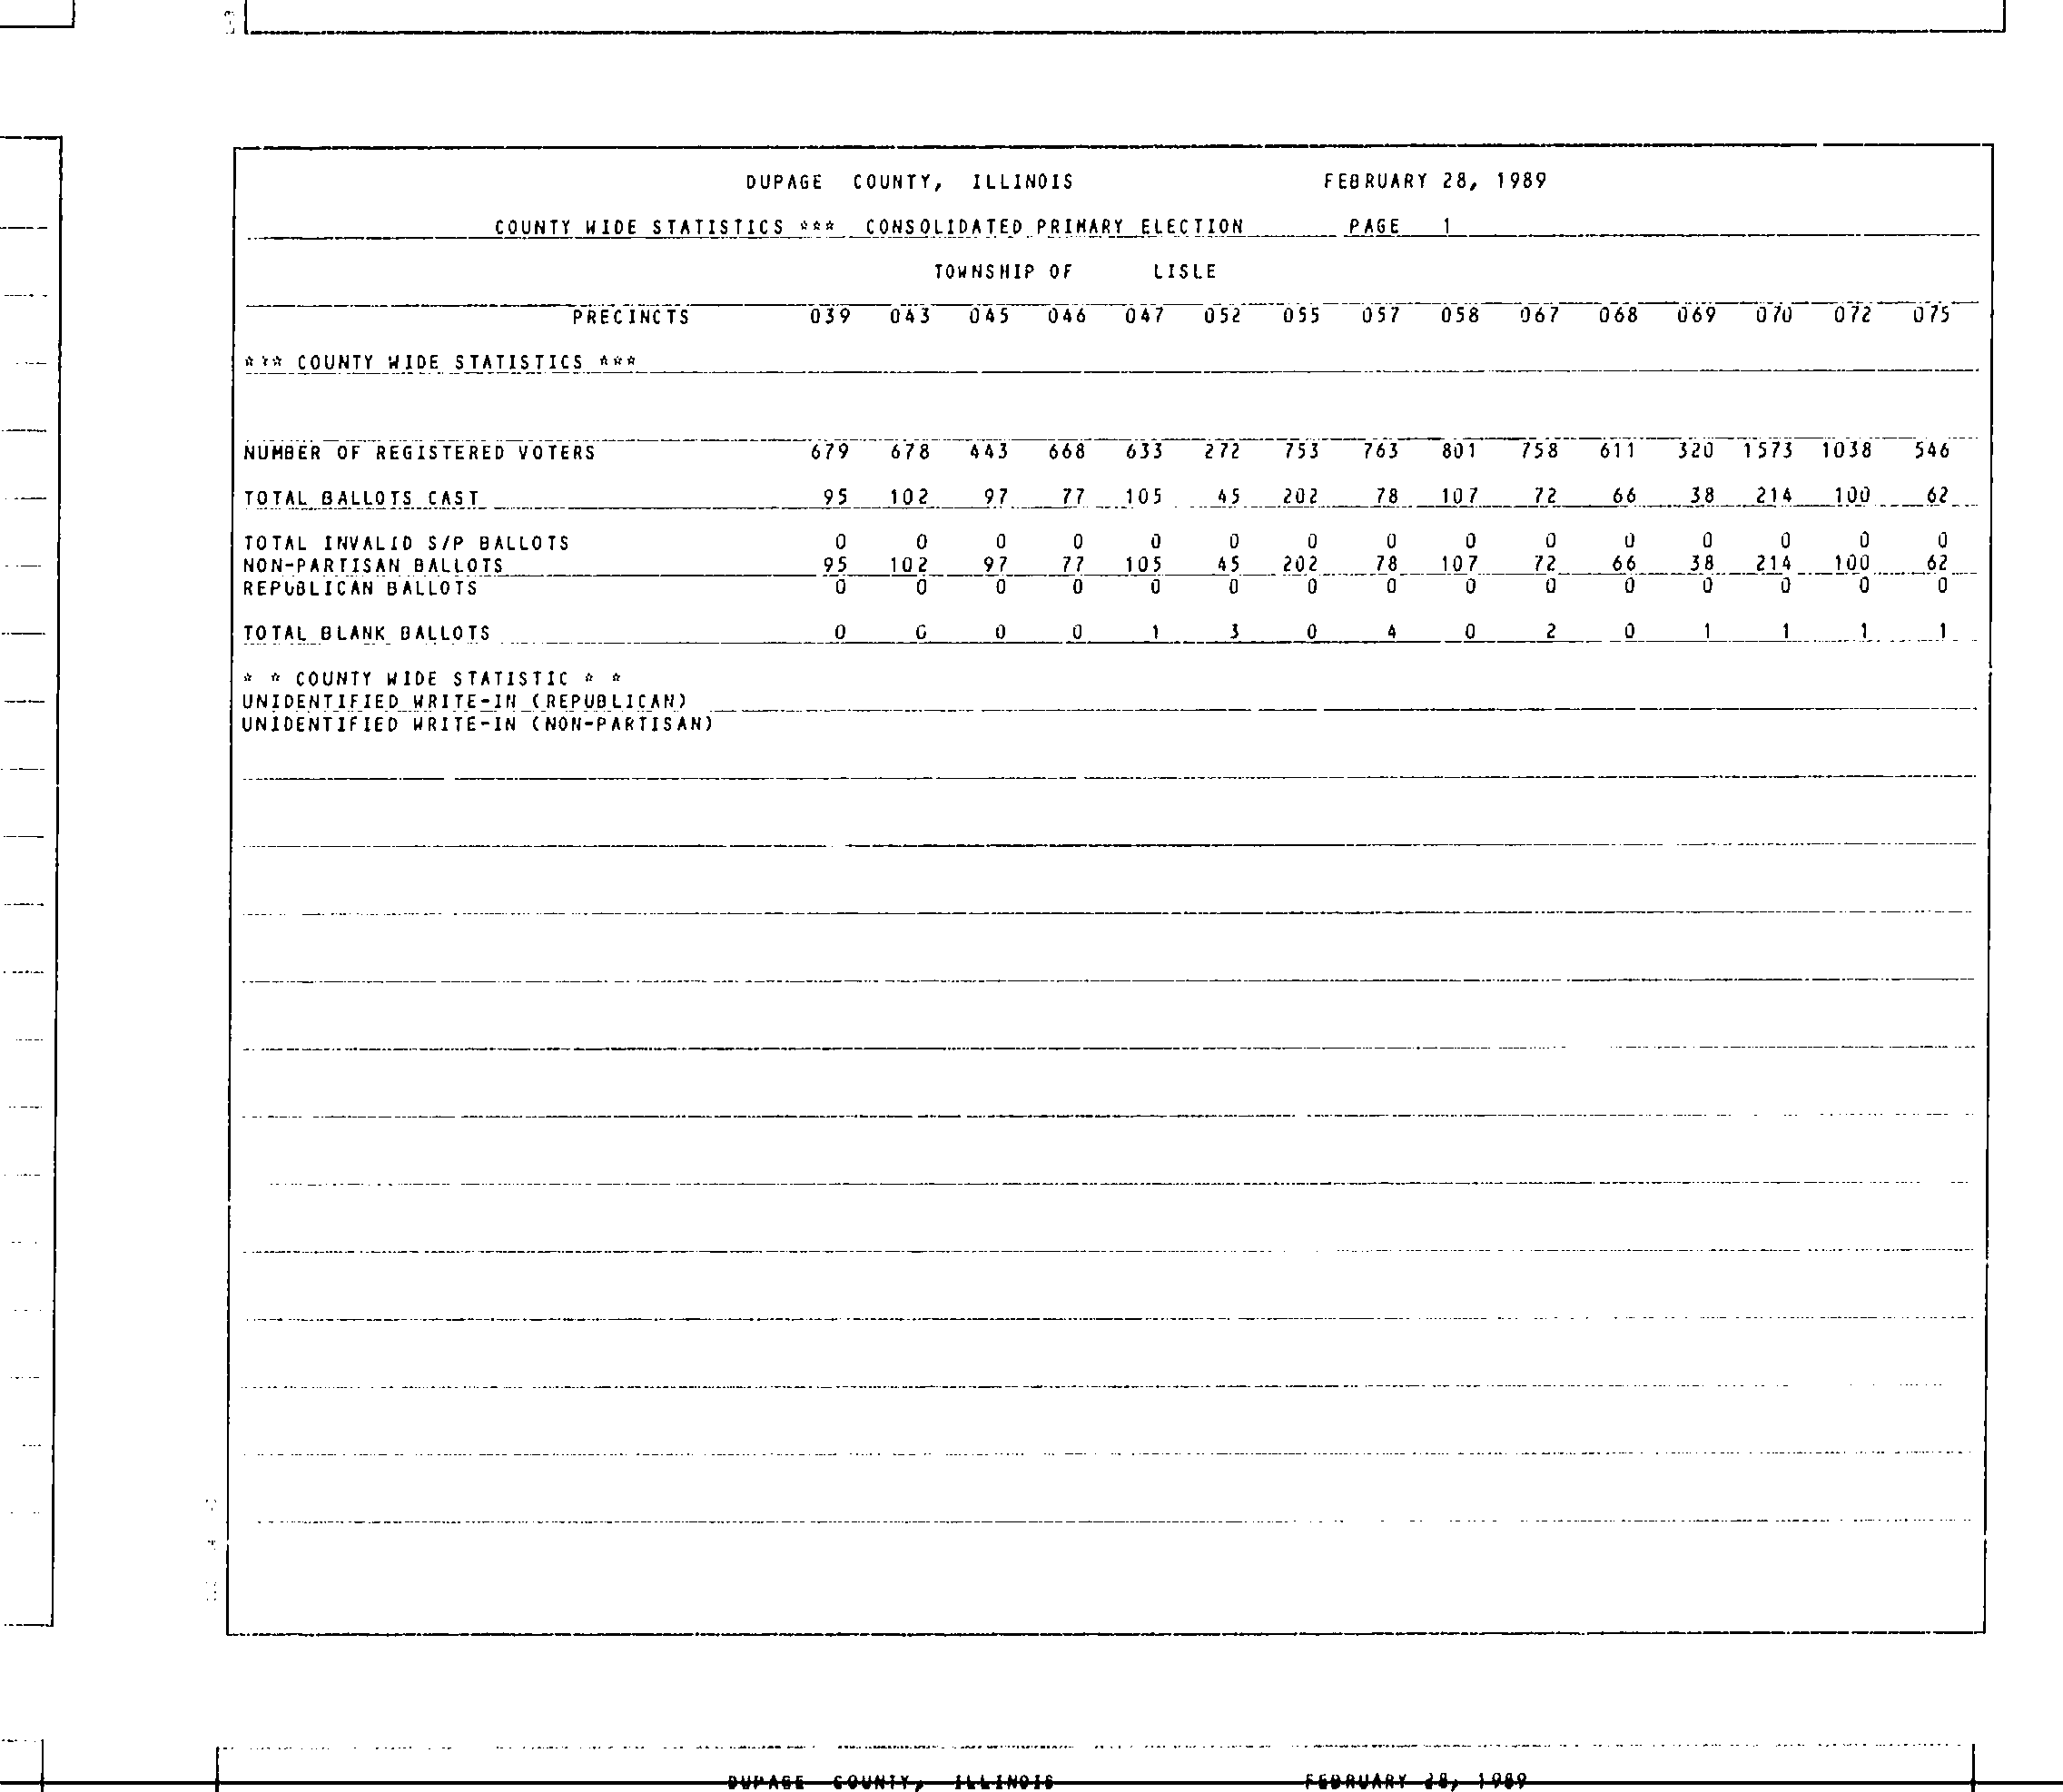 DUPAGE COUNTY, ILLINOIS FEBRUARY 28, 1989
COUNTY WIDE STATISTICS *** CONSOLIDATED PRIMARY ELECTION PAGE 1
TOWNSHIP OF LISLE
PRECINCTS 039 043 045 046 047 052 055 057 058 067 068 069 070 072 075
*** COUNTY WIDE STATISTICS ***
NUMBER OF REGISTERED VOTERS 679 678 443 668 633 272 753 763 801 758 611 320 1573 1038 546
TOTAL BALLOTS CAST 95 102 97 77 105 45 202 78 107 72 66 38 214 100 62
TOTAL INVALID S/P BALLOTS 0 0 0 0 0 0 0 0 0 0 0 0 0 0 0
NON-PARTISAN BALLOTS 95 102 97 77 105 45 202 78 107 72 66 38 214 100 62
REPUBLICAN BALLOTS 0 0 0 0 0 0 0 0 0 0 0 0 0 0 0
TOTAL BLANK BALLOTS 0 0 0 0 1 3 0 4 0 2 0 1 1 1 1
* * COUNTY WIDE STATISTIC * *
UNIDENTIFIED WRITE-IN (REPUBLICAN)
UNIDENTIFIED WRITE-IN (NON-PARTISAN)
DUPAGE COUNTY, ILLINOIS FEBRUARY 28, 1989